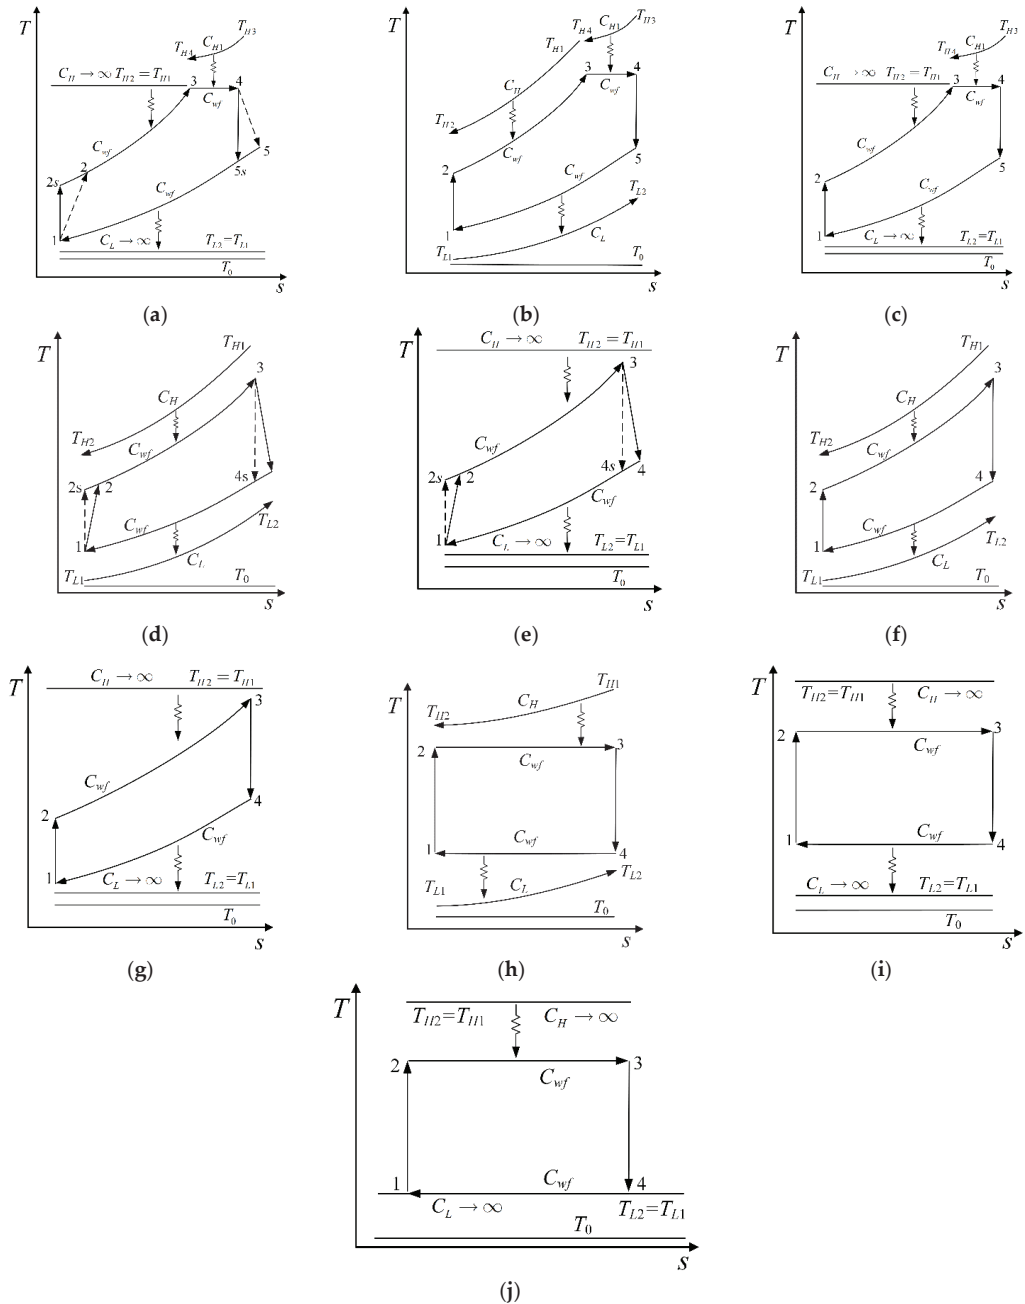 T
T_H3
C_H1
T_H4
C_H → ∞ T_H2 = T_H1
3
4
C_wf
C_wf
2
5
2s
5s
C_wf
1
C_L → ∞
T_L2 = T_L1
T_0
s
(a)
T
T_H3
T_H4
T_H1
C_H1
3
4
C_H
C_wf
T_H2
C_wf
5
2
C_wf
T_L2
1
C_L
T_L1
T_0
s
(b)
T
T_H3
C_H1
T_H4
C_H → ∞ T_H2 = T_H1
3
4
C_wf
C_wf
5
2
C_wf
1
C_L → ∞
T_L2 = T_L1
T_0
s
(c)
T
T_H1
3
C_H
T_H2
C_wf
2s
2
4s
C_wf
T_L2
1
C_L
T_L1
T_0
s
(d)
C_H → ∞
T_H2 = T_H1
T
3
C_wf
2s
2
4s
4
C_wf
1
C_L → ∞
T_L2 = T_L1
T_0
s
(e)
T
T_H1
3
C_H
T_H2
C_wf
2
4
C_wf
T_L2
1
C_L
T_L1
T_0
s
(f)
C_H → ∞
T_H2 = T_H1
T
3
C_wf
2
4
C_wf
1
C_L → ∞
T_L2 = T_L1
T_0
s
(g)
T
T_H1
C_H
T_H2
2
3
C_wf
C_wf
1
4
T_L1
C_L
T_L2
T_0
s
(h)
T
T_H2 = T_H1
C_H → ∞
2
3
C_wf
C_wf
1
4
C_L → ∞
T_L2 = T_L1
T_0
s
(i)
T
T_H2 = T_H1
C_H → ∞
2
3
C_wf
1
C_wf
4
C_L → ∞
T_L2 = T_L1
T_0
s
(j)